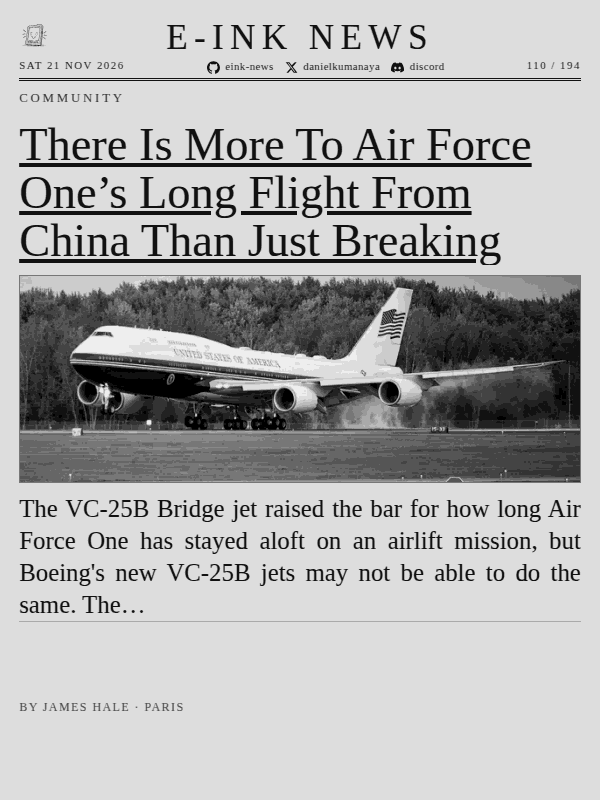 E-INK NEWS
SAT 21 NOV 2026
eink-news danielkumanaya discord
110 / 194
COMMUNITY
There Is More To Air Force
One’s Long Flight From
China Than Just Breaking
UNITED STATES OF AMERICA
The VC-25B Bridge jet raised the bar for how long Air
Force One has stayed aloft on an airlift mission, but
Boeing's new VC-25B jets may not be able to do the
same. The…
BY JAMES HALE · PARIS